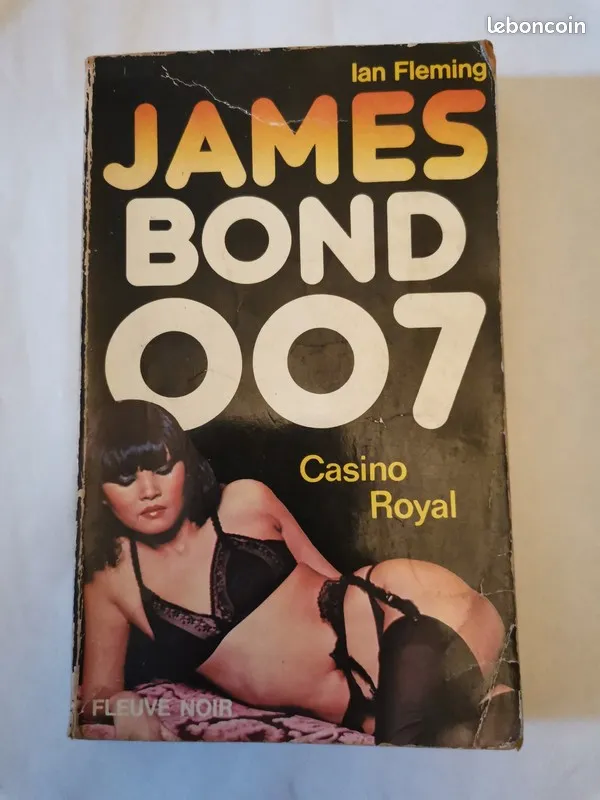 leboncoin
Ian Fleming
JAMES
BOND
007
Casino
Royal
FLEUVE NOIR